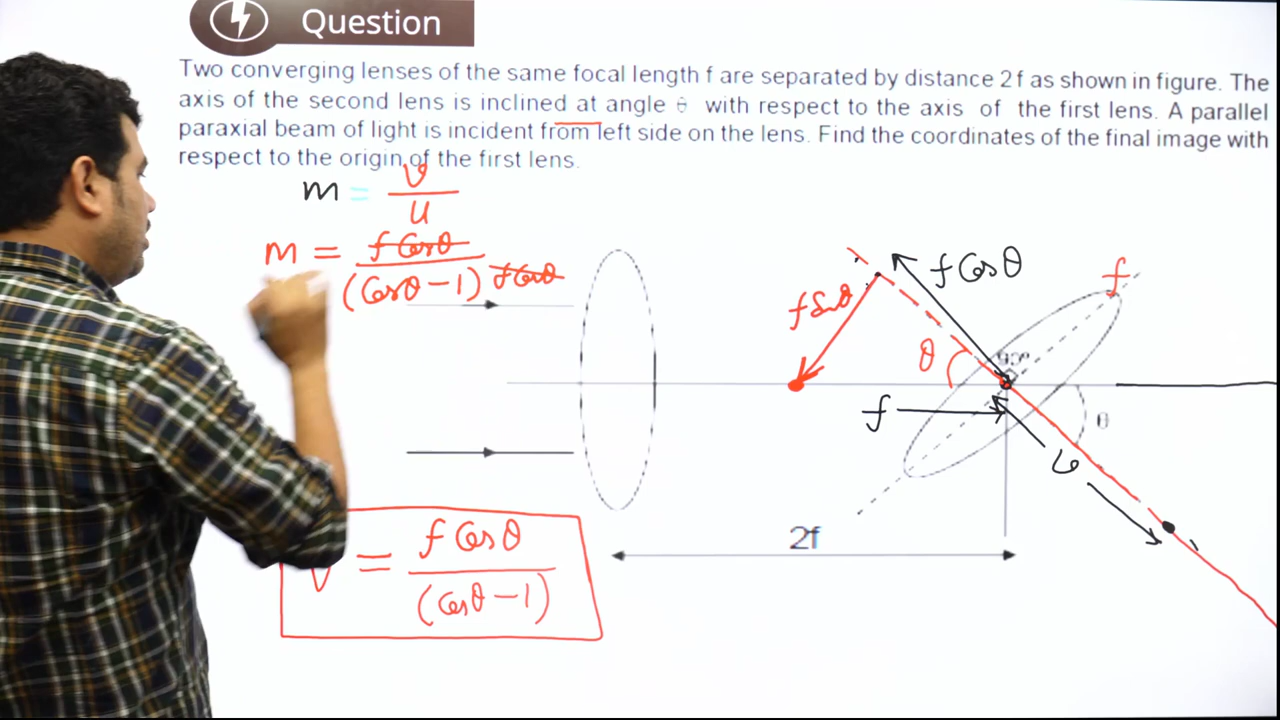 Question
Two converging lenses of the same focal length f are separated by distance 2f as shown in figure. The
axis of the second lens is inclined at angle θ with respect to the axis of the first lens. A parallel
paraxial beam of light is incident from left side on the lens. Find the coordinates of the final image with
respect to the origin of the first lens.
m = v/u
m = f Cosθ/(Cosθ-1) f Cosθ
f Sinθ
f Cosθ
f
θ
90°
f
θ
v
2f
V = f Cosθ/(Cosθ-1)